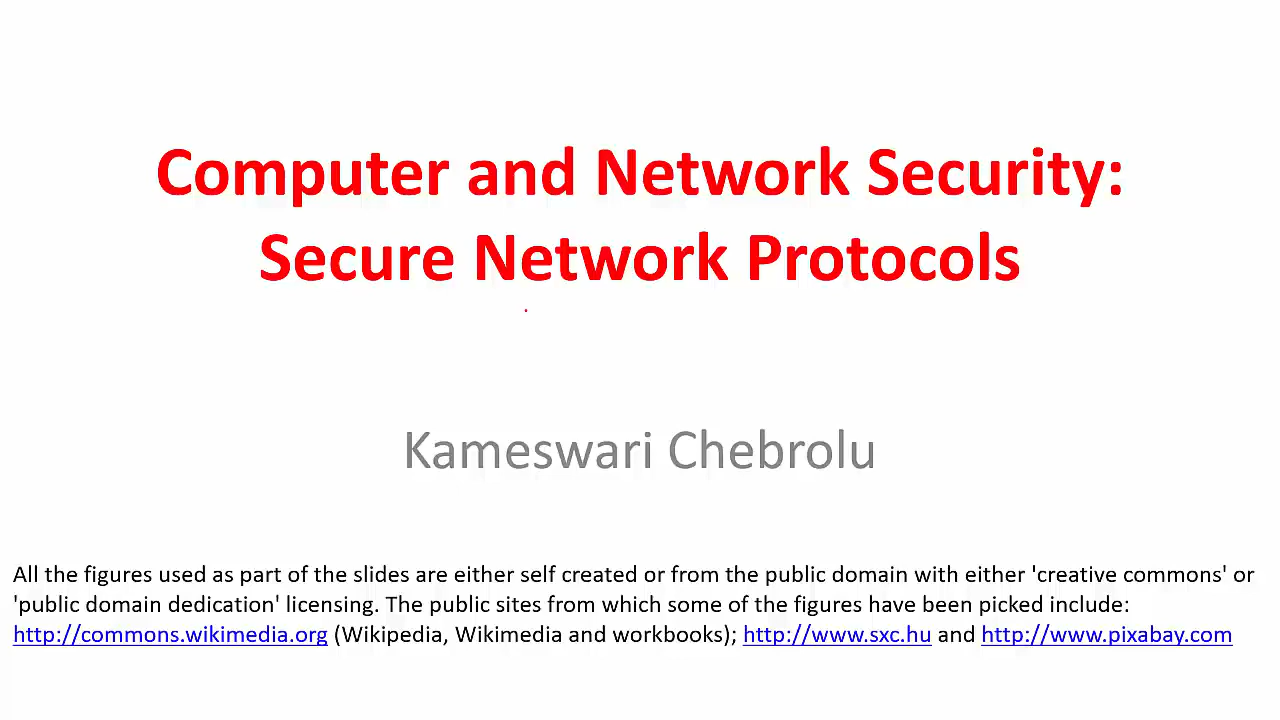 Computer and Network Security:
Secure Network Protocols
Kameswari Chebrolu
All the figures used as part of the slides are either self created or from the public domain with either 'creative commons' or
'public domain dedication' licensing. The public sites from which some of the figures have been picked include:
http://commons.wikimedia.org (Wikipedia, Wikimedia and workbooks); http://www.sxc.hu and http://www.pixabay.com